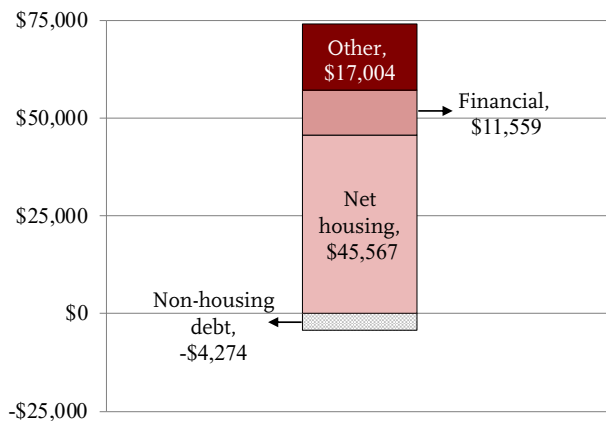 $75,000
Other,
$17,004
Financial,
$11,559
$50,000
$25,000
Net
housing,
$45,567
Non-housing
debt,
-$4,274
$0
-$25,000